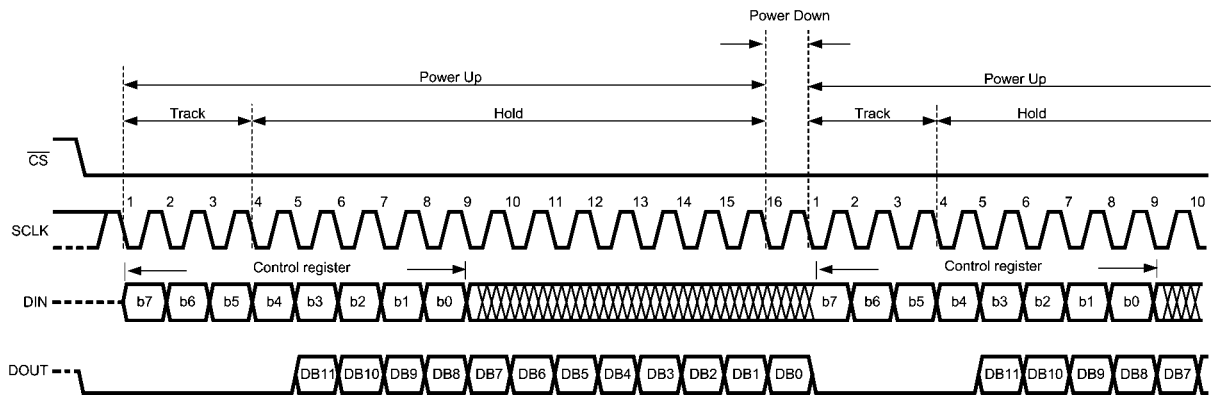 Power Down
Power Up Power Up
Track Hold Track Hold
CS
1 2 3 4 5 6 7 8 9 10 11 12 13 14 15 16 1 2 3 4 5 6 7 8 9 10
SCLK
Control register Control register
DIN b7 b6 b5 b4 b3 b2 b1 b0 b7 b6 b5 b4 b3 b2 b1 b0
DOUT DB11 DB10 DB9 DB8 DB7 DB6 DB5 DB4 DB3 DB2 DB1 DB0 DB11 DB10 DB9 DB8 DB7